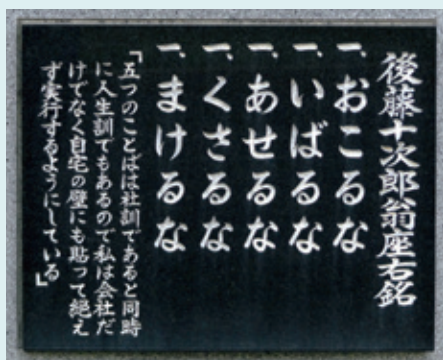 後藤十次郎翁座右銘
一、おこるな
一、いばるな
一、あせるな
一、くさるな
一、まけるな
「五つのことばは社訓であると同時
に人生訓でもあるので私は会社だ
けでなく自宅の壁にも貼って絶え
ず実行するようにしている」